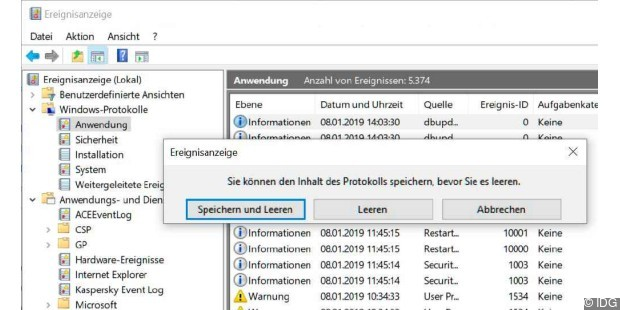 Ereignisanzeige
Datei Aktion Ansicht ?
Ereignisanzeige (Lokal)
Benutzerdefinierte Ansichten
Windows-Protokolle
Anwendung
Sicherheit
Installation
System
Weitergeleitete Ereig
Anwendungs- und Dien
ACEEventLog
CSP
GP
Hardware-Ereignisse
Internet Explorer
Kaspersky Event Log
Microsoft
Anwendung Anzahl von Ereignissen: 5.374
Ebene Datum und Uhrzeit Quelle Ereignis-ID Aufgabenkate
Informationen 08.01.2019 14:03:30 dbupd... 0 Keine
Informationen 08.01.2019 14:03:30 dbupd... 0 Keine
Ereignisanzeige
Sie können den Inhalt des Protokolls speichern, bevor Sie es leeren.
Speichern und Leeren Leeren Abbrechen
Informationen 08.01.2019 11:45:15 Restart... 10001 Keine
Informationen 08.01.2019 11:45:15 Restart... 10000 Keine
Informationen 08.01.2019 11:45:14 Securit... 1003 Keine
Informationen 08.01.2019 11:45:14 Securit... 1003 Keine
Warnung 08.01.2019 10:34:33 User Pr... 1534 Keine
© IDG